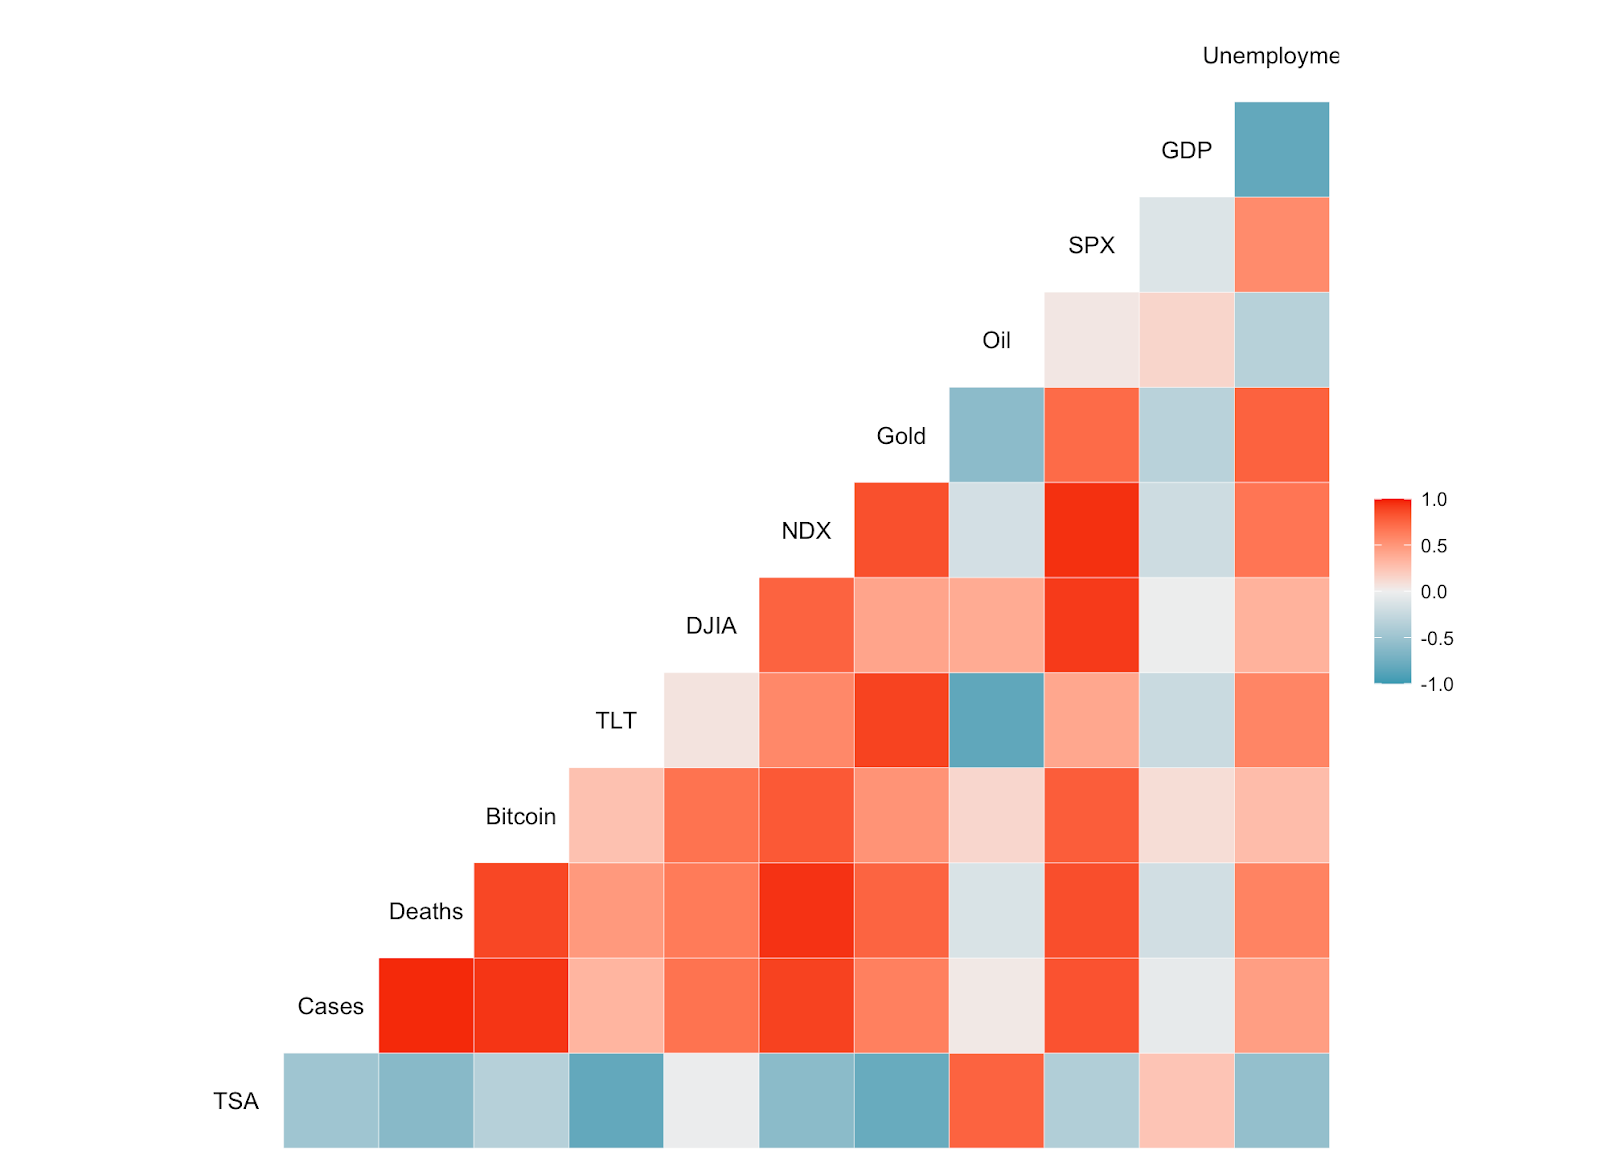 Unemployme
GDP
SPX
Oil
Gold
NDX
DJIA
TLT
Bitcoin
Deaths
Cases
TSA
1.0
0.5
0.0
-0.5
-1.0